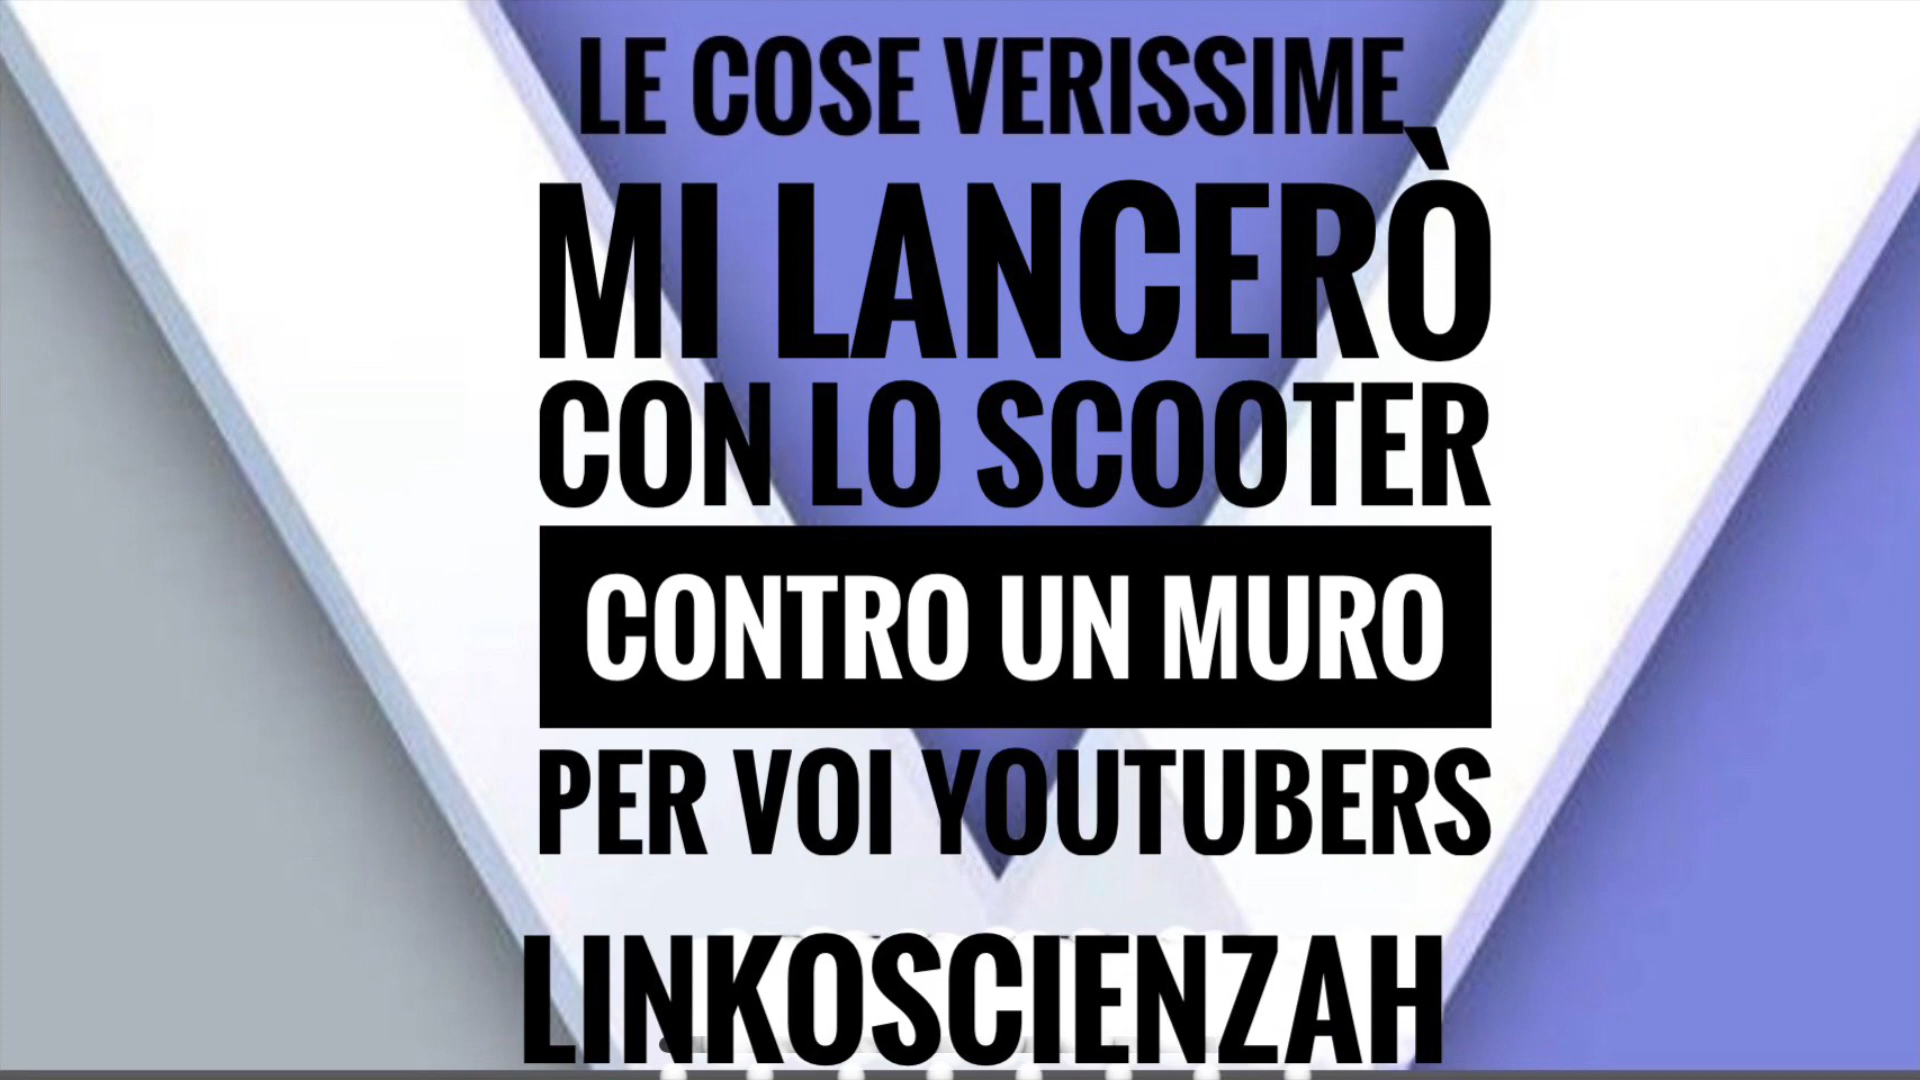 LE COSE VERISSIME
MI LANCERÒ
CON LO SCOOTER
CONTRO UN MURO
PER VOI YOUTUBERS
LINKOSCIENZAH